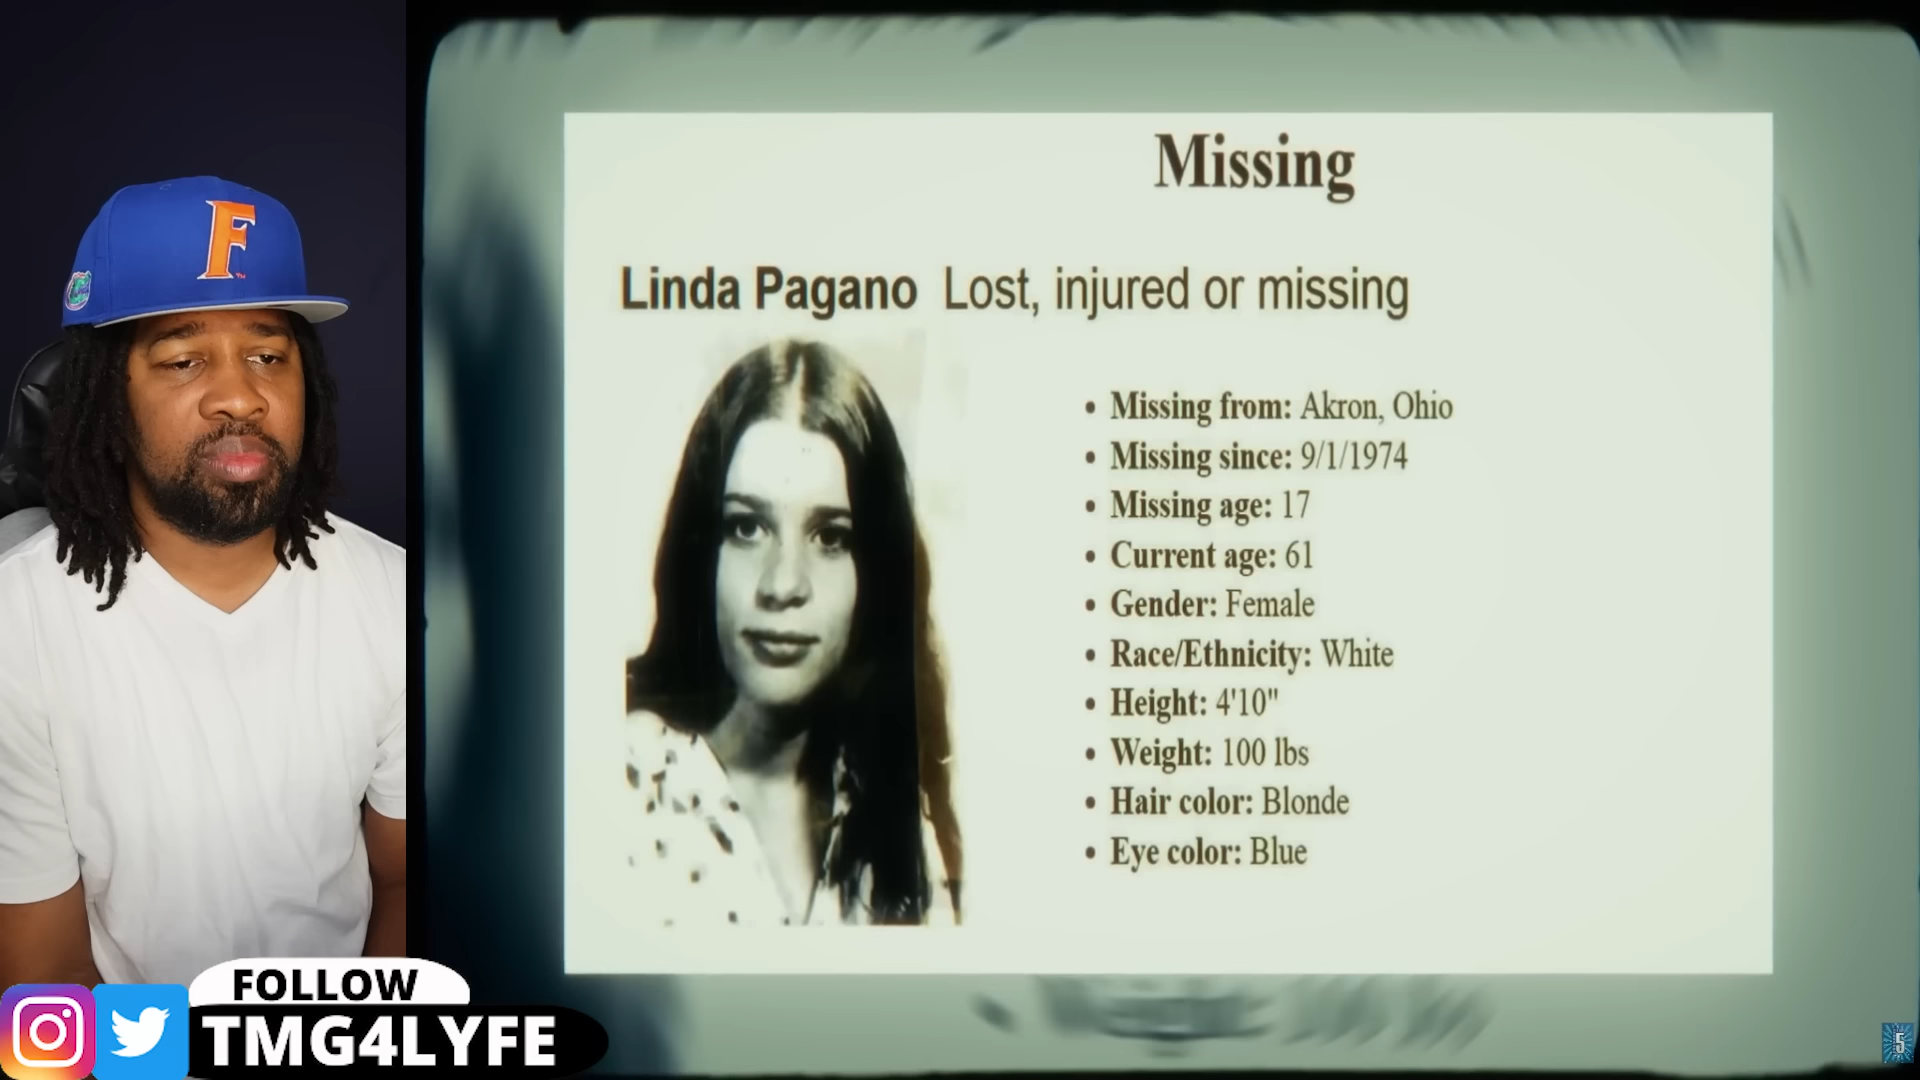 F
Missing
Linda Pagano Lost, injured or missing
• Missing from: Akron, Ohio
• Missing since: 9/1/1974
• Missing age: 17
• Current age: 61
• Gender: Female
• Race/Ethnicity: White
• Height: 4'10"
• Weight: 100 lbs
• Hair color: Blonde
• Eye color: Blue
FOLLOW
TMG4LYFE
5